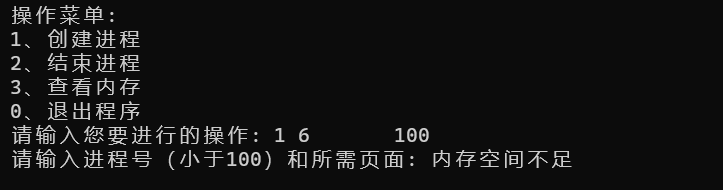 操作菜单:
1、创建进程
2、结束进程
3、查看内存
0、退出程序
请输入您要进行的操作: 1 6      100
请输入进程号 (小于100) 和所需页面: 内存空间不足